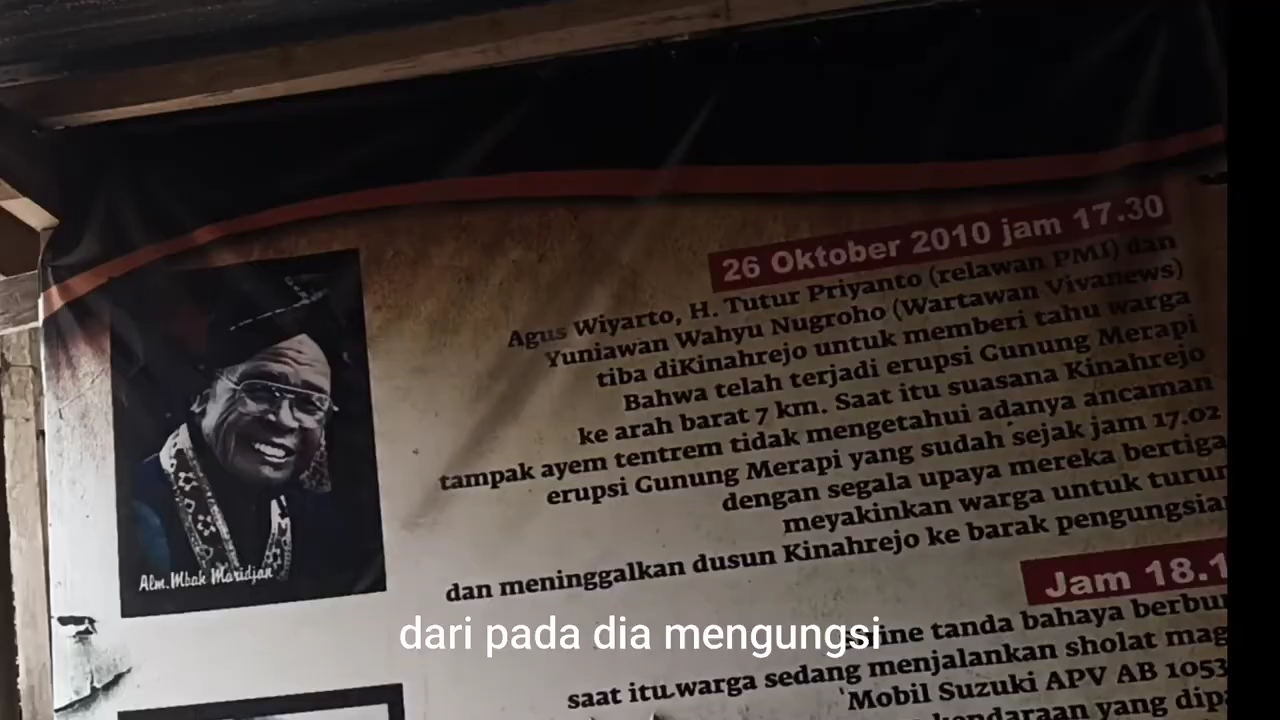 26 Oktober 2010 jam 17.30
Agus Wiyarto, H. Tutur Priyanto (relawan PMI) dan
Yuniawan Wahyu Nugroho (Wartawan Vivanews)
tiba diKinahrejo untuk memberi tahu warga
Bahwa telah terjadi erupsi Gunung Merapi
ke arah barat 7 km. Saat itu suasana Kinahrejo
tampak ayem tentrem tidak mengetahui adanya ancaman
erupsi Gunung Merapi yang sudah sejak jam 17.02
dengan segala upaya mereka bertiga
meyakinkan warga untuk turun
dan meninggalkan dusun Kinahrejo ke barak pengungsian
Alm.Mbah Maridjan
Jam 18.1
tanda bahaya berbun
dari pada dia mengungsi
saat itu warga sedang menjalankan sholat mag
Mobil Suzuki APV AB 1053
kendaraan yang dipa